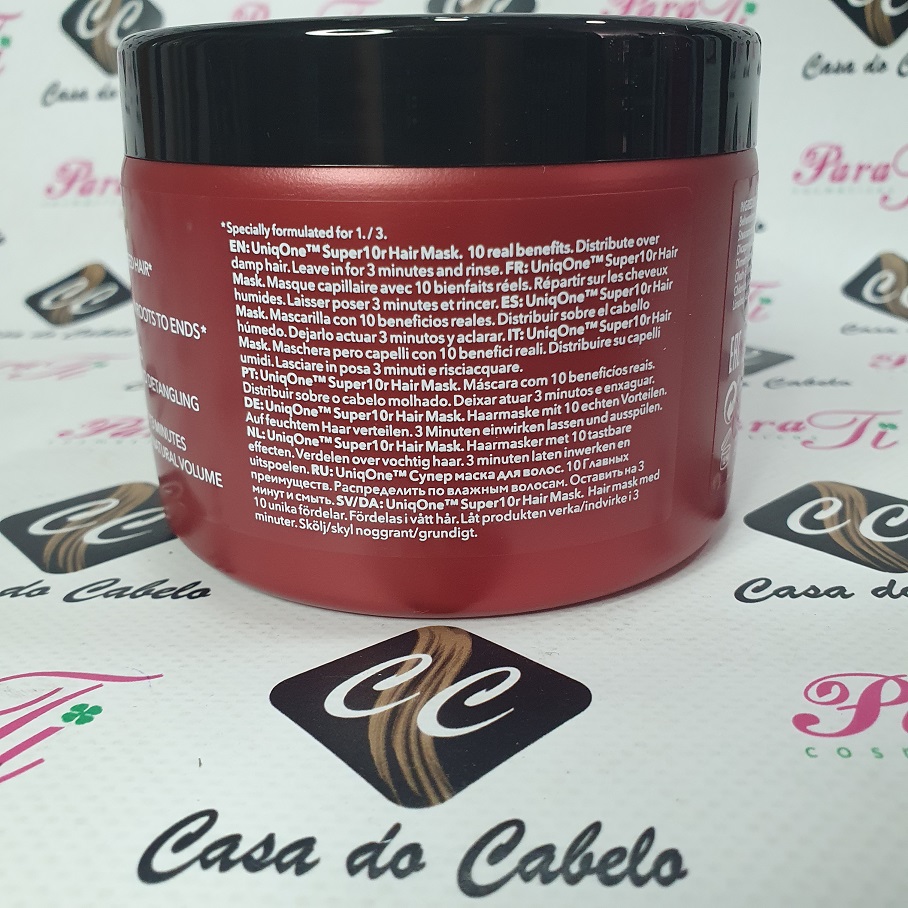 CC
Casa do Cabelo
ParaTi
*Specially formulated for 1. / 3.
EN: UniqOne™ Super10r Hair Mask. 10 real benefits. Distribute over
damp hair. Leave in for 3 minutes and rinse. FR: UniqOne™ Super10r Hair
Mask. Masque capillaire avec 10 bienfaits réels. Répartir sur les cheveux
humides. Laisser poser 3 minutes et rincer. ES: UniqOne™ Super10r Hair
Mask. Mascarilla con 10 beneficios reales. Distribuir sobre el cabello
húmedo. Dejarlo actuar 3 minutos y aclarar. IT: UniqOne™ Super10r Hair
Mask. Maschera pero capelli con 10 benefici reali. Distribuire su capelli
umidi. Lasciare in posa 3 minuti e risciacquare.
PT: UniqOne™ Super10r Hair Mask. Máscara com 10 benefícios reais.
Distribuir sobre o cabelo molhado. Deixar atuar 3 minutos e enxaguar.
DE: UniqOne™ Super10r Hair Mask. Haarmaske mit 10 echten Vorteilen.
Auf feuchtem Haar verteilen. 3 Minuten einwirken lassen und ausspülen.
NL: UniqOne™ Super10r Hair Mask. Haarmasker met 10 tastbare
effecten. Verdelen over vochtig haar. 3 minuten laten inwerken en
uitspoelen. RU: UniqOne™ Супер маска для волос. 10 Главных
преимуществ. Распределить по влажным волосам. Оставить на 3
минут и смыть. SV/DA: UniqOne™ Super10r Hair Mask. Hair mask med
10 unika fördelar. Fördelas i vått hår. Låt produkten verka/indvirke i 3
minuter. Skölj/skyl noggrant/grundigt.
HAIR*
ROOTS TO ENDS*
DETANGLING
MINUTES
VOLUME
CC
Casa do Cabelo
CC
Casa do Cabelo